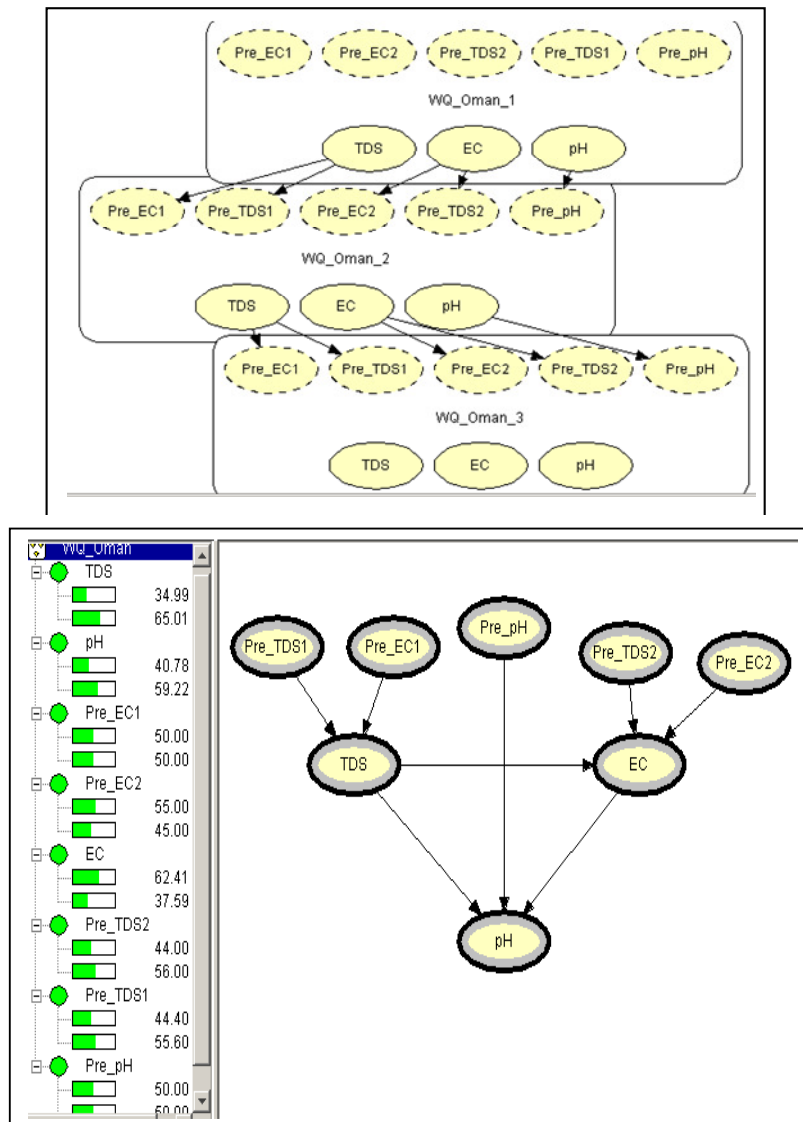 Pre_EC1 Pre_EC2 Pre_TDS2 Pre_TDS1 Pre_pH
WQ_Oman_1
TDS EC pH
Pre_EC1 Pre_TDS1 Pre_EC2 Pre_TDS2 Pre_pH
WQ_Oman_2
TDS EC pH
Pre_EC1 Pre_TDS1 Pre_EC2 Pre_TDS2 Pre_pH
WQ_Oman_3
TDS EC pH
WQ_Oman
TDS
34.99
65.01
pH
40.78
59.22
Pre_EC1
50.00
50.00
Pre_EC2
55.00
45.00
EC
62.41
37.59
Pre_TDS2
44.00
56.00
Pre_TDS1
44.40
55.60
Pre_pH
50.00
50.00
Pre_TDS1 Pre_EC1 Pre_pH Pre_TDS2 Pre_EC2
TDS EC
pH